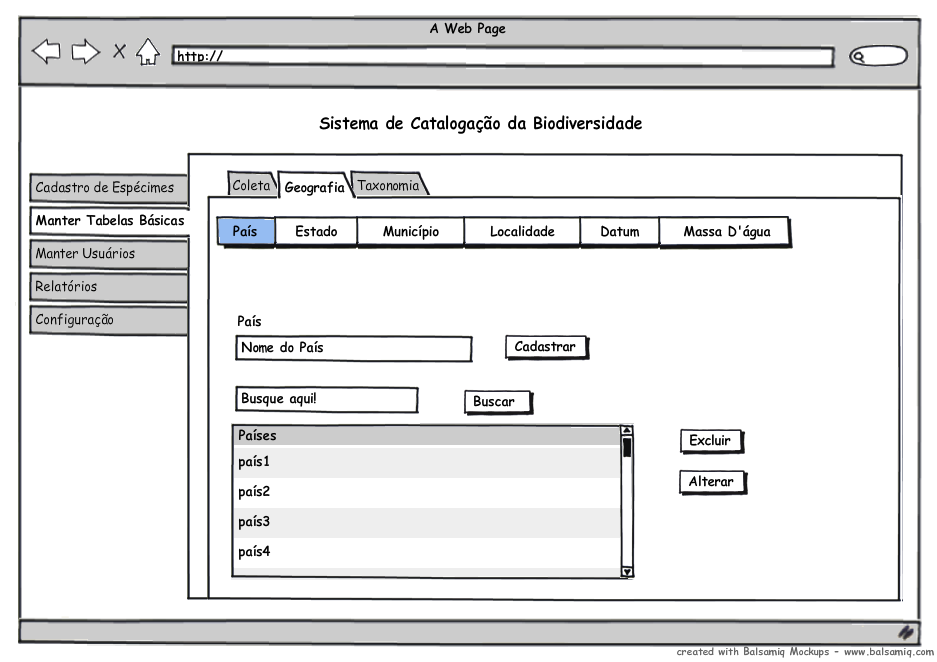 A Web Page
http://
Sistema de Catalogação da Biodiversidade
Cadastro de Espécimes
Manter Tabelas Básicas
Manter Usuários
Relatórios
Configuração
Coleta Geografia Taxonomia
País Estado Município Localidade Datum Massa D'água
País
Nome do País Cadastrar
Busque aqui! Buscar
Países
país1
país2
país3
país4
Excluir
Alterar
created with Balsamiq Mockups - www.balsamiq.com